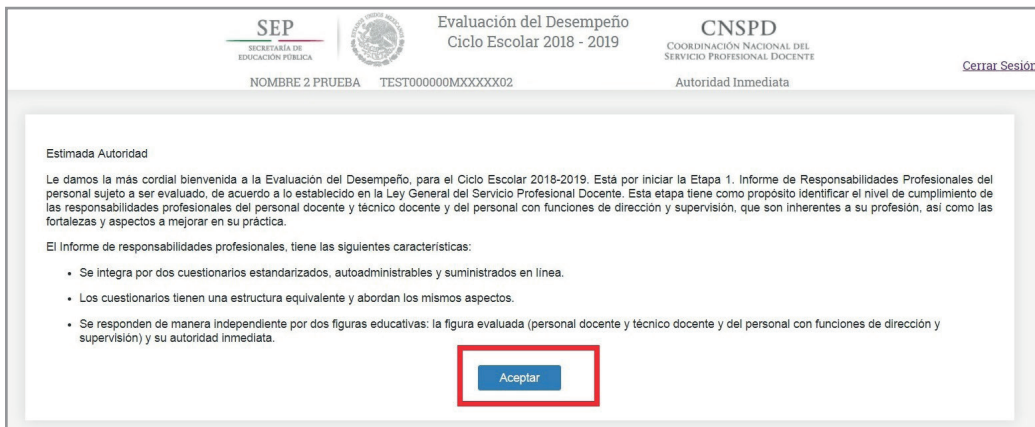 SEP
SECRETARÍA DE
EDUCACIÓN PÚBLICA
ESTADOS UNIDOS MEXICANOS
Evaluación del Desempeño
Ciclo Escolar 2018 - 2019
CNSPD
COORDINACIÓN NACIONAL DEL
SERVICIO PROFESIONAL DOCENTE
Cerrar Sesión
NOMBRE 2 PRUEBA TEST000000MXXXXX02 Autoridad Inmediata
Estimada Autoridad
Le damos la más cordial bienvenida a la Evaluación del Desempeño, para el Ciclo Escolar 2018-2019. Está por iniciar la Etapa 1. Informe de Responsabilidades Profesionales del
personal sujeto a ser evaluado, de acuerdo a lo establecido en la Ley General del Servicio Profesional Docente. Esta etapa tiene como propósito identificar el nivel de cumplimiento de
las responsabilidades profesionales del personal docente y técnico docente y del personal con funciones de dirección y supervisión, que son inherentes a su profesión, así como las
fortalezas y aspectos a mejorar en su práctica.
El Informe de responsabilidades profesionales, tiene las siguientes características:
• Se integra por dos cuestionarios estandarizados, autoadministrables y suministrados en línea.
• Los cuestionarios tienen una estructura equivalente y abordan los mismos aspectos.
• Se responden de manera independiente por dos figuras educativas: la figura evaluada (personal docente y técnico docente y del personal con funciones de dirección y
supervisión) y su autoridad inmediata.
Aceptar